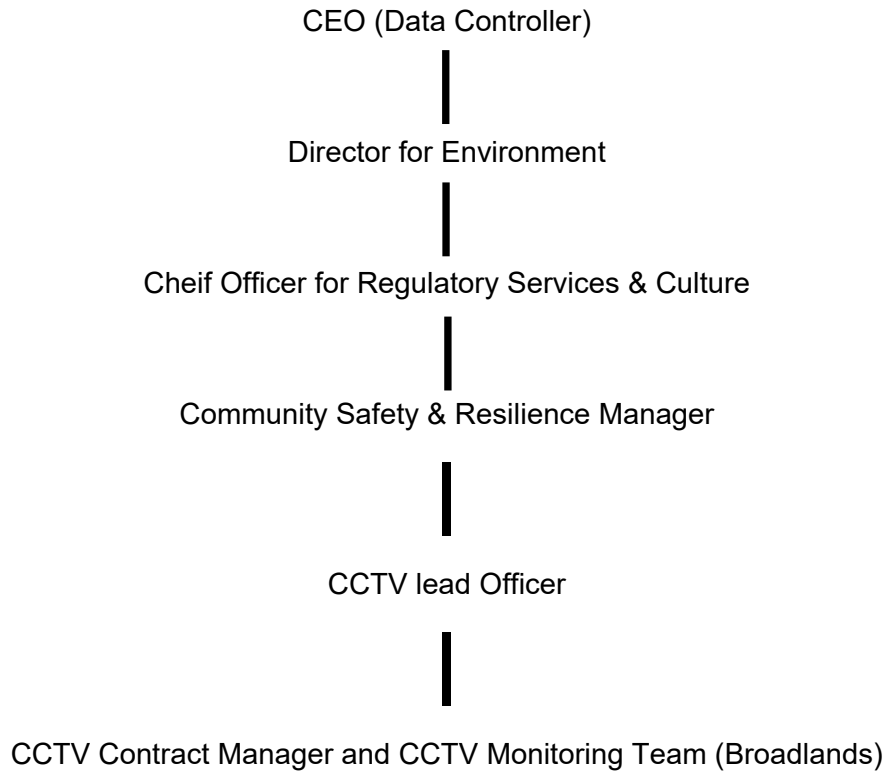 CEO (Data Controller)
Director for Environment
Cheif Officer for Regulatory Services & Culture
Community Safety & Resilience Manager
CCTV lead Officer
CCTV Contract Manager and CCTV Monitoring Team (Broadlands)